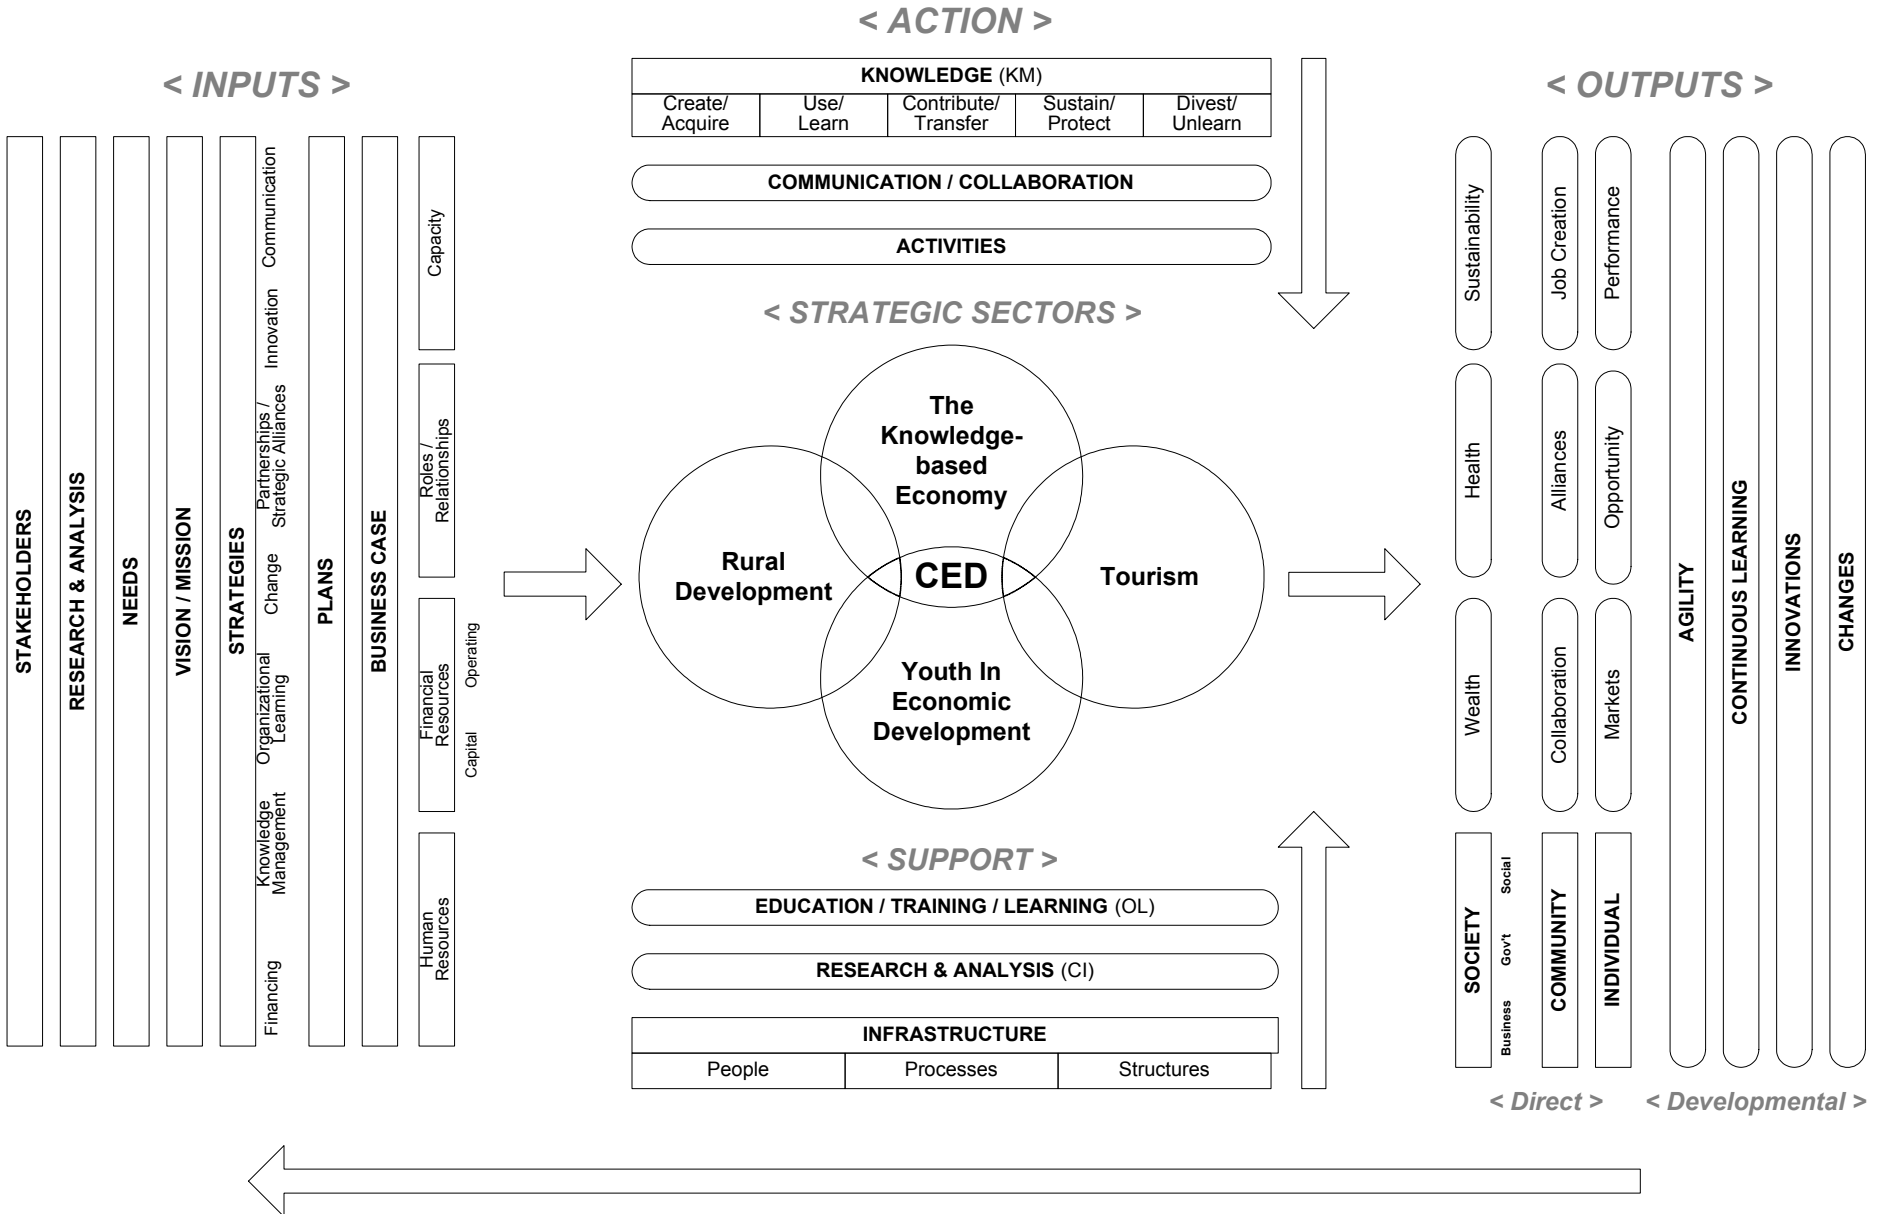 < ACTION >
< INPUTS >
< OUTPUTS >
KNOWLEDGE (KM)
Create/
Acquire
Use/
Learn
Contribute/
Transfer
Sustain/
Protect
Divest/
Unlearn
COMMUNICATION / COLLABORATION
ACTIVITIES
STAKEHOLDERS
RESEARCH & ANALYSIS
NEEDS
VISION / MISSION
STRATEGIES
Communication
Innovation
Partnerships /
Strategic Alliances
Change
Organizational
Learning
Knowledge
Management
Financing
PLANS
BUSINESS CASE
Capacity
Roles /
Relationships
Financial
Resources
Operating
Capital
Human
Resources
< STRATEGIC SECTORS >
The
Knowledge-
based
Economy
Rural
Development
CED
Tourism
Youth In
Economic
Development
< SUPPORT >
EDUCATION / TRAINING / LEARNING (OL)
RESEARCH & ANALYSIS (CI)
INFRASTRUCTURE
People
Processes
Structures
Sustainability
Health
Wealth
SOCIETY
Social
Gov't
Business
Job Creation
Alliances
Collaboration
COMMUNITY
Performance
Opportunity
Markets
INDIVIDUAL
AGILITY
CONTINUOUS LEARNING
INNOVATIONS
CHANGES
< Direct >
< Developmental >